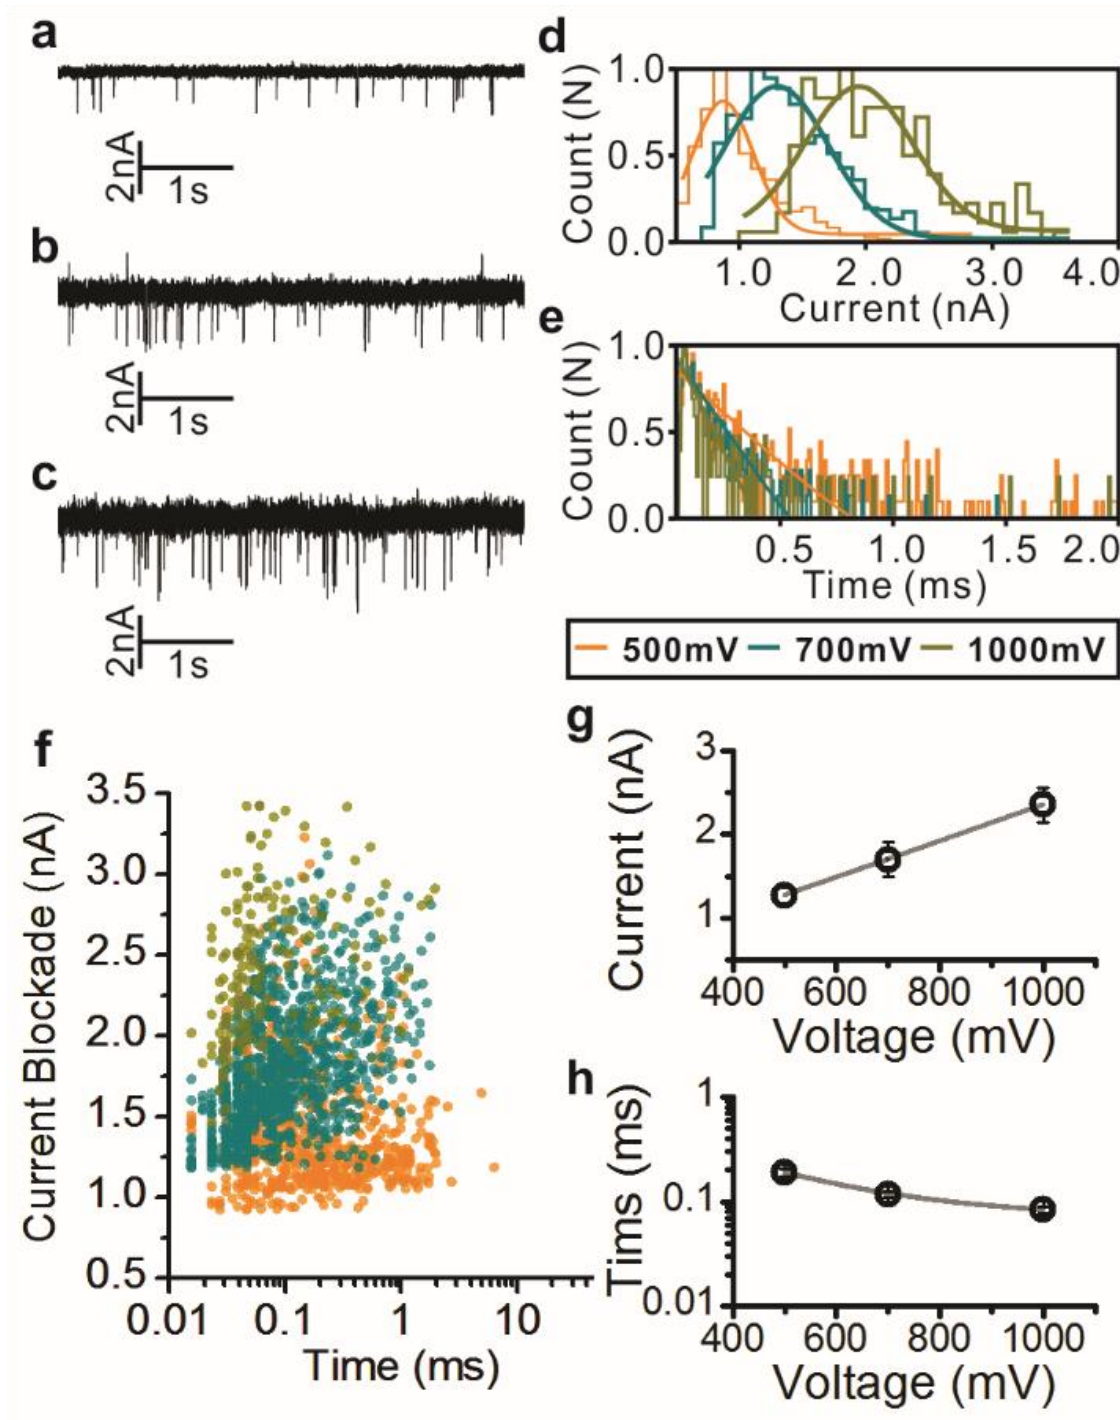 a
2nA
1s
b
2nA
1s
c
2nA
1s
d
Count (N)
1.0
0.5
0.0
1.0 2.0 3.0 4.0
Current (nA)
e
Count (N)
1.0
0.5
0.0
0.5 1.0 1.5 2.0
Time (ms)
500mV 700mV 1000mV
f
Current Blockade (nA)
3.5
3.0
2.5
2.0
1.5
1.0
0.5
0.01 0.1 1 10
Time (ms)
g
Current (nA)
3
2
1
400 600 800 1000
Voltage (mV)
h
Tims (ms)
1
0.1
0.01
400 600 800 1000
Voltage (mV)